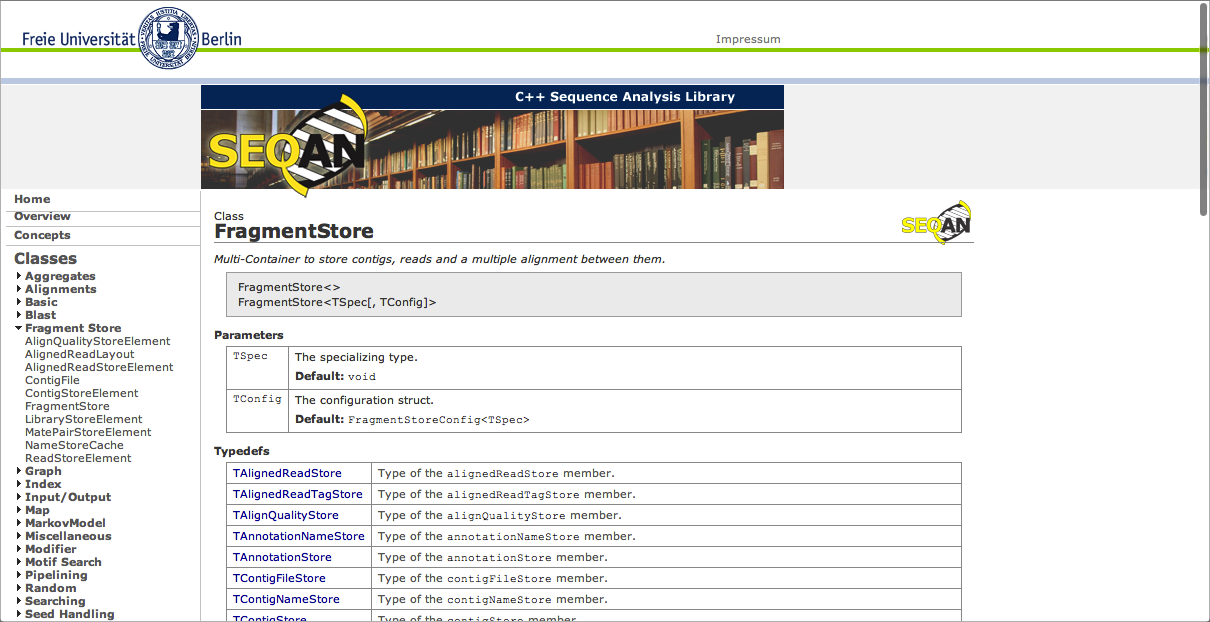 Freie Universität Berlin
Impressum
C++ Sequence Analysis Library
SEQAN
Home
Overview
Concepts
Classes
Aggregates
Alignments
Basic
Blast
Fragment Store
AlignQualityStoreElement
AlignedReadLayout
AlignedReadStoreElement
ContigFile
ContigStoreElement
FragmentStore
LibraryStoreElement
MatePairStoreElement
NameStoreCache
ReadStoreElement
Graph
Index
Input/Output
Map
MarkovModel
Miscellaneous
Modifier
Motif Search
Pipelining
Random
Searching
Seed Handling
Class
FragmentStore
SEQAN
Multi-Container to store contigs, reads and a multiple alignment between them.
FragmentStore<>
FragmentStore<TSpec[, TConfig]>
Parameters
TSpec The specializing type.
Default: void
TConfig The configuration struct.
Default: FragmentStoreConfig<TSpec>
Typedefs
TAlignedReadStore Type of the alignedReadStore member.
TAlignedReadTagStore Type of the alignedReadTagStore member.
TAlignQualityStore Type of the alignQualityStore member.
TAnnotationNameStore Type of the annotationNameStore member.
TAnnotationStore Type of the annotationStore member.
TContigFileStore Type of the contigFileStore member.
TContigNameStore Type of the contigNameStore member.
TContigStore Type of the contigStore member.